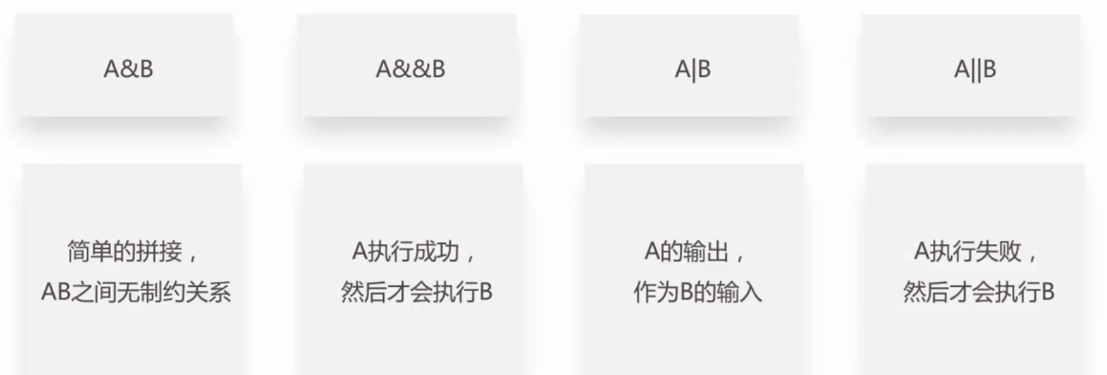 A&B
A&&B
A|B
A||B
简单的拼接，
AB之间无制约关系
A执行成功，
然后才会执行B
A的输出，
作为B的输入
A执行失败，
然后才会执行B